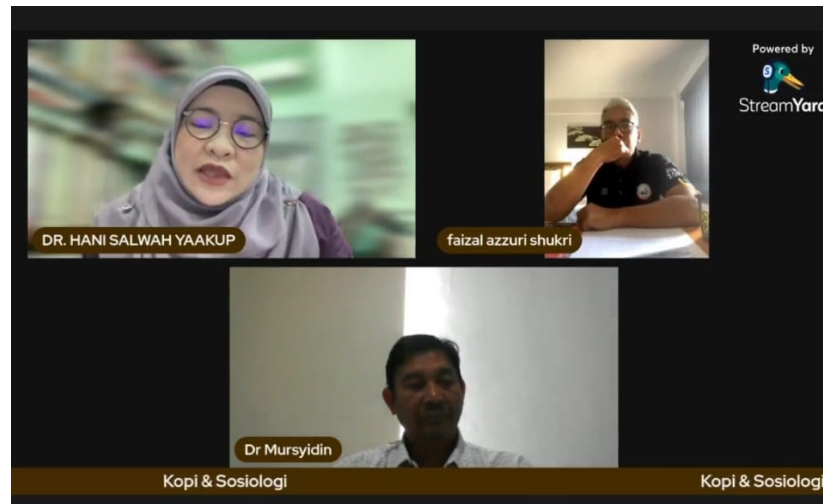 Powered by
StreamYard
DR. HANI SALWAH YAAKUP
faizal azzuri shukri
Dr Mursyidin
Kopi & Sosiologi
Kopi & Sosiologi